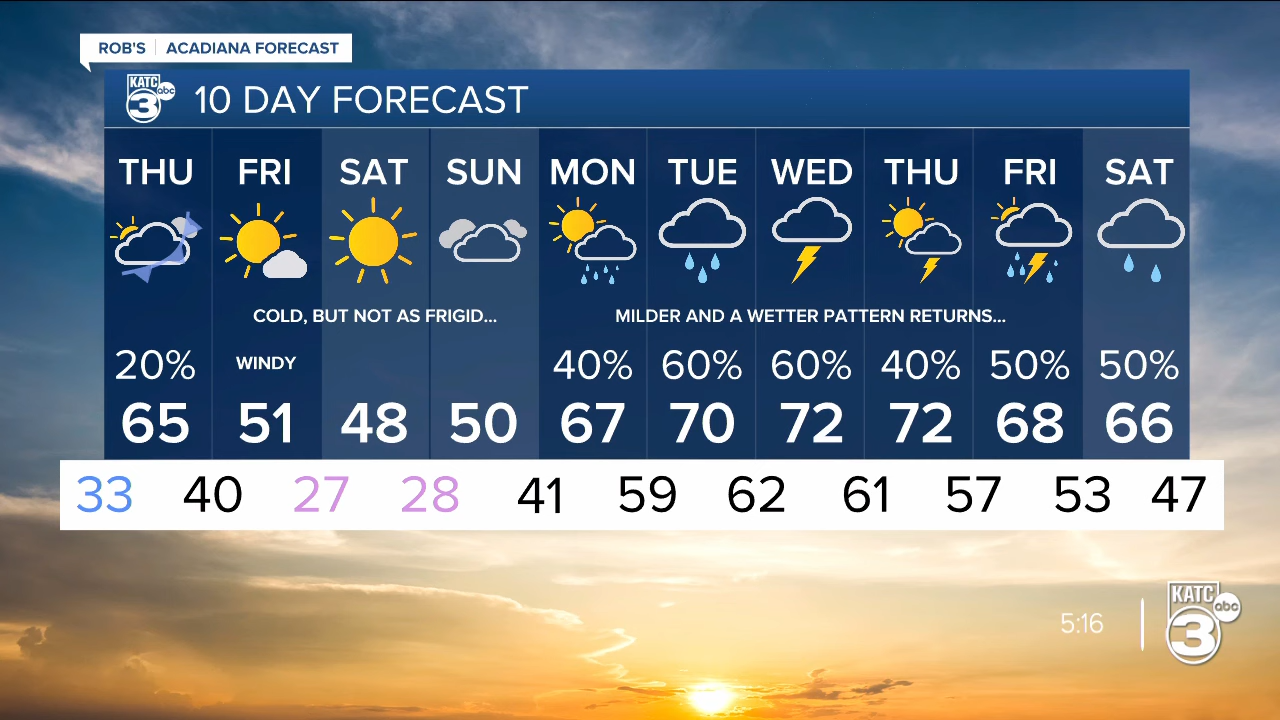 ROB'S | ACADIANA FORECAST
KATC 3 abc
10 DAY FORECAST
THU FRI SAT SUN MON TUE WED THU FRI SAT
COLD, BUT NOT AS FRIGID... MILDER AND A WETTER PATTERN RETURNS...
20% WINDY 40% 60% 60% 40% 50% 50%
65 51 48 50 67 70 72 72 68 66
33 40 27 28 41 59 62 61 57 53 47
5:16
KATC 3 abc